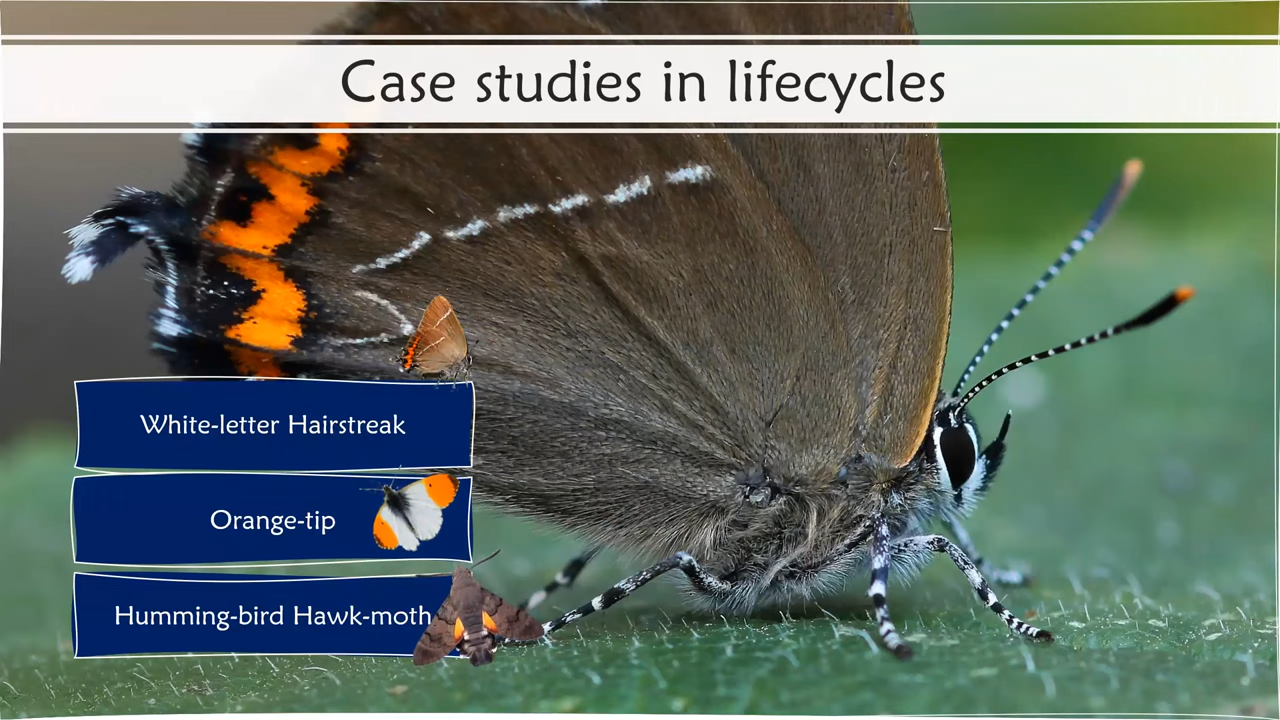 Case studies in lifecycles
White-letter Hairstreak
Orange-tip
Humming-bird Hawk-moth